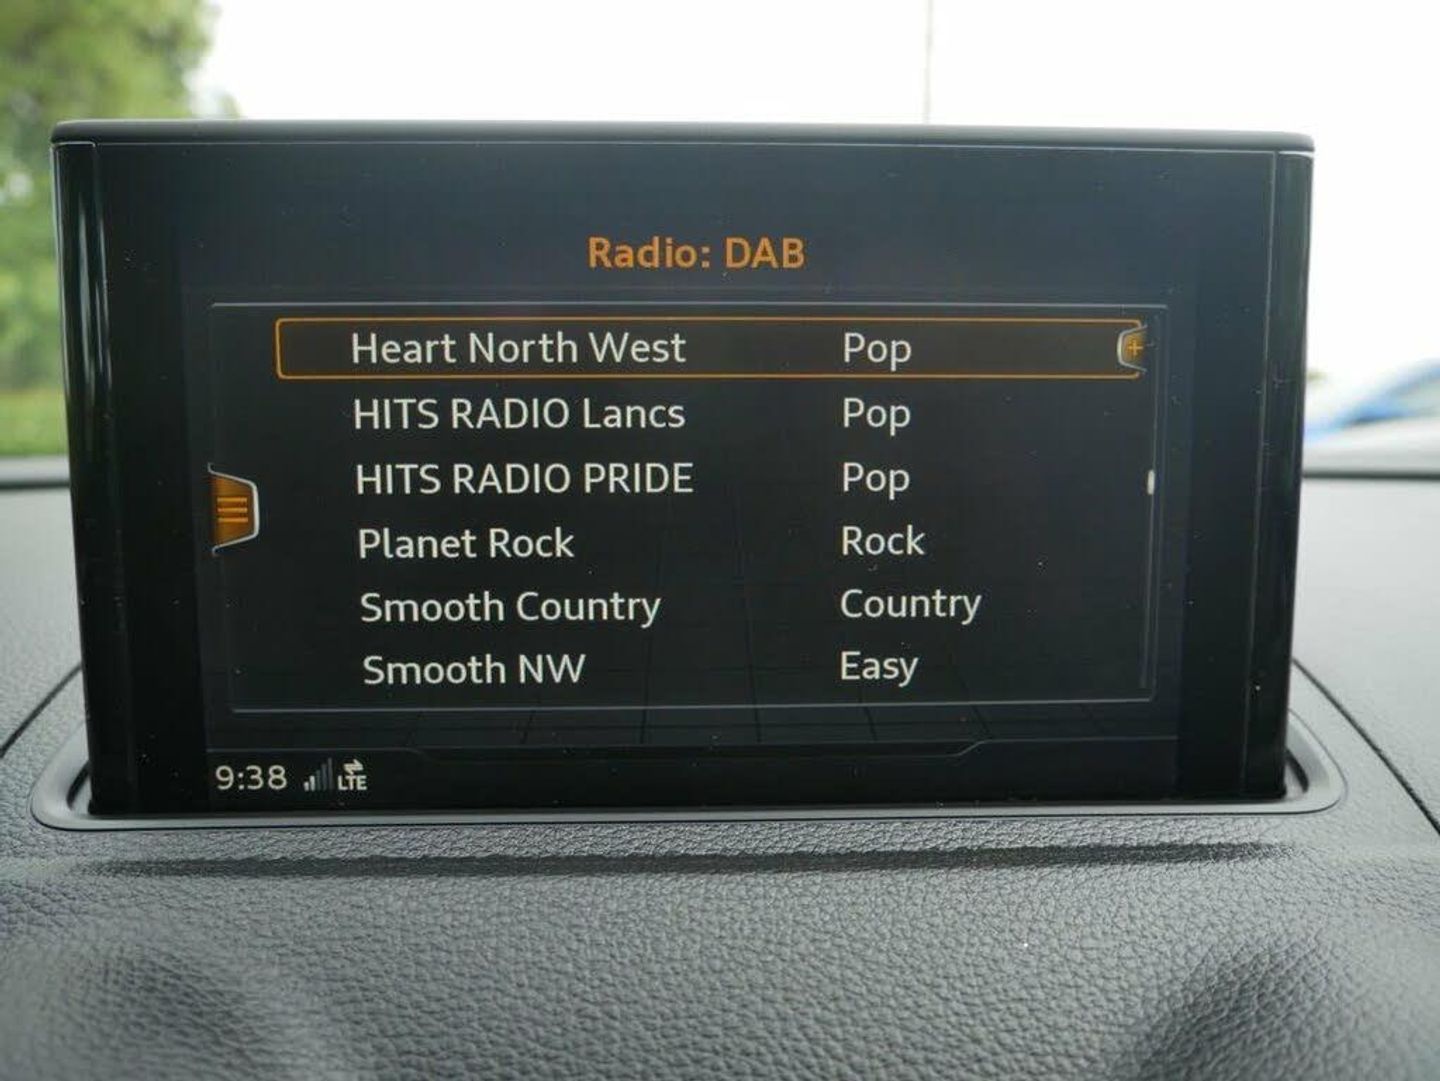 Radio: DAB
Heart North West Pop
HITS RADIO Lancs Pop
HITS RADIO PRIDE Pop
Planet Rock Rock
Smooth Country Country
Smooth NW Easy
9:38 LTE